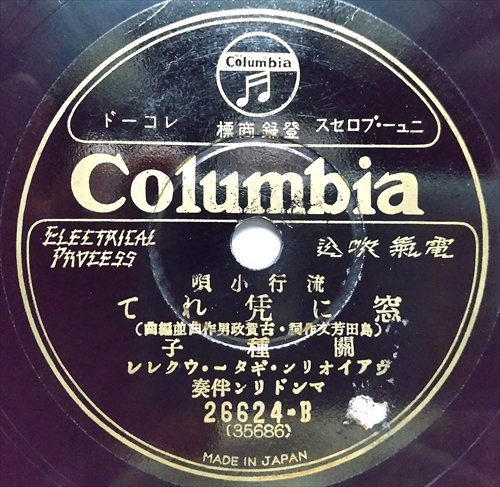 Columbia
ニユー・プロセス 登録商標 レコード
Columbia
ELECTRICAL
PROCESS
電氣吹込
流行小唄
窓に凭れて
(島田芳文作詞・古賀政男作曲並編曲)
關種子
ヴアイオリン・ギター・ウクレレ
マンドリン伴奏
26624-B
(35686)
MADE IN JAPAN